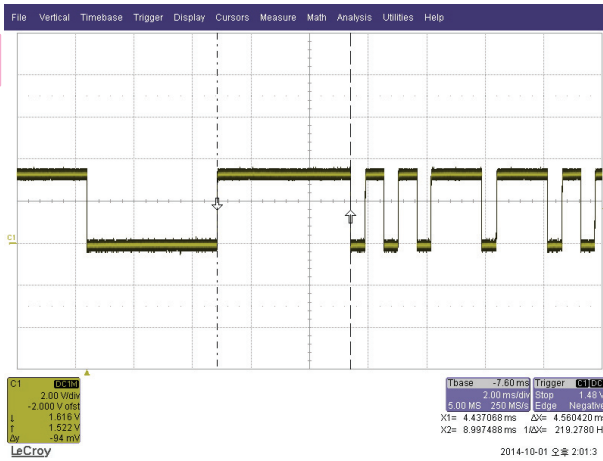 File Vertical Timebase Trigger Display Cursors Measure Math Analysis Utilities Help
C1
C1 DC1M
2.00 V/div
-2.000 V ofst
1.616 V
1.522 V
Δy -94 mV
Tbase -7.60 ms
2.00 ms/div
5.00 MS 250 MS/s
Trigger C1 DC
Stop 1.48 V
Edge Negative
X1= 4.437068 ms ΔX= 4.560420 ms
X2= 8.997488 ms 1/ΔX= 219.2780 H
LeCroy
2014-10-01 오후 2:01:3